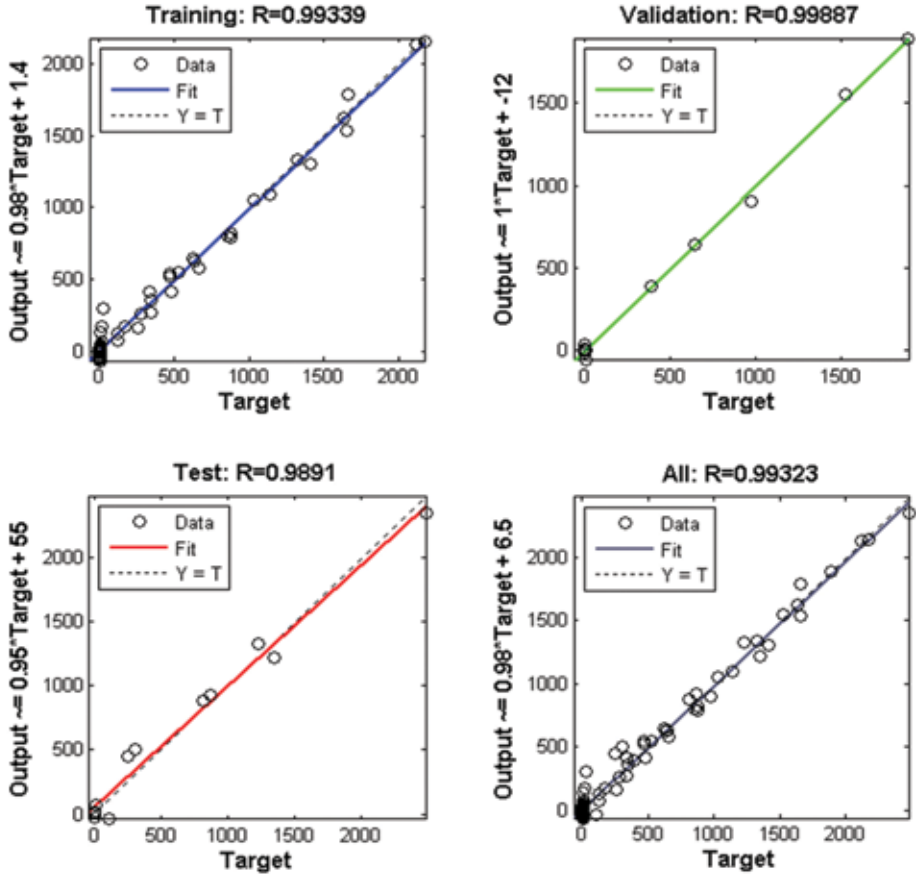 Training: R=0.99339
Output ~= 0.98*Target + 1.4
2000
1500
1000
500
0
Data
Fit
Y = T
0
500
1000
1500
2000
Target
Validation: R=0.99887
Output ~= 1*Target + -12
1500
1000
500
0
Data
Fit
Y = T
0
500
1000
1500
Target
Test: R=0.9891
Output ~= 0.95*Target + 55
2000
1500
1000
500
0
Data
Fit
Y = T
0
500
1000
1500
2000
Target
All: R=0.99323
Output ~= 0.98*Target + 6.5
2000
1500
1000
500
0
Data
Fit
Y = T
0
500
1000
1500
2000
Target